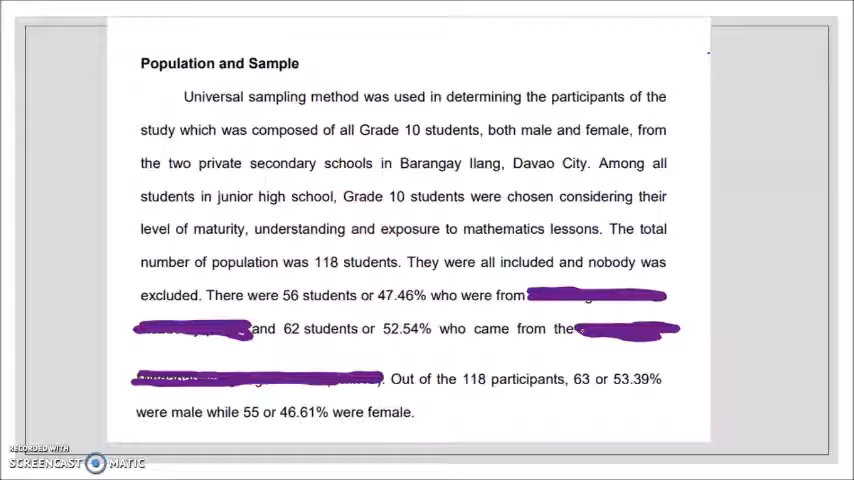 Population and Sample
Universal sampling method was used in determining the participants of the
study which was composed of all Grade 10 students, both male and female, from
the two private secondary schools in Barangay Ilang, Davao City. Among all
students in junior high school, Grade 10 students were chosen considering their
level of maturity, understanding and exposure to mathematics lessons. The total
number of population was 118 students. They were all included and nobody was
excluded. There were 56 students or 47.46% who were from
and 62 students or 52.54% who came from the
. Out of the 118 participants, 63 or 53.39%
were male while 55 or 46.61% were female.
RECORDED WITH
SCREENCAST MATIC